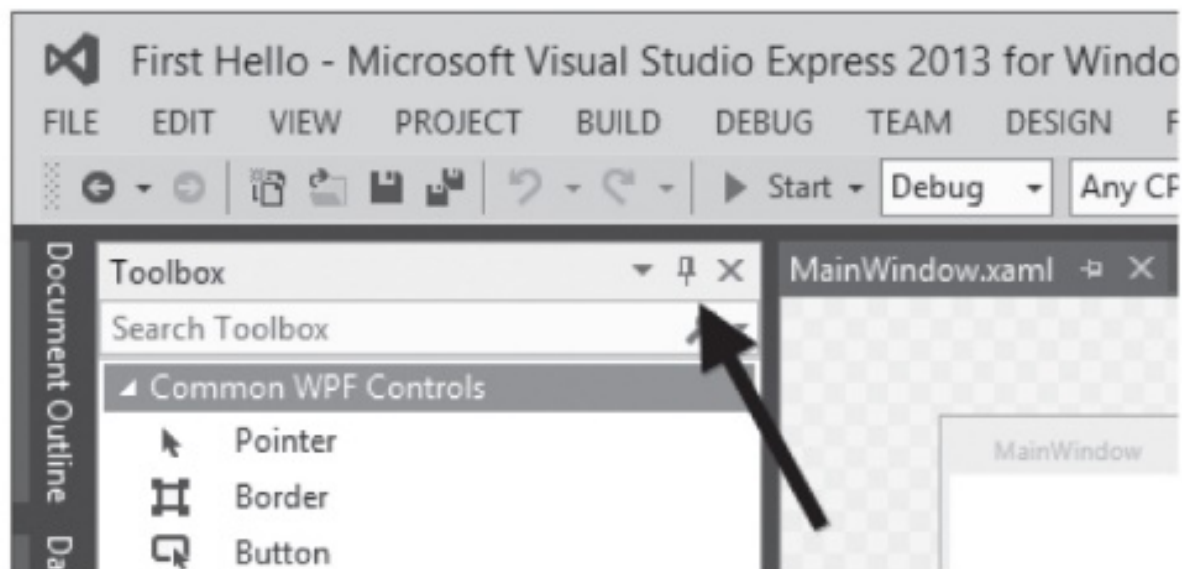 First Hello - Microsoft Visual Studio Express 2013 for Windo
FILE EDIT VIEW PROJECT BUILD DEBUG TEAM DESIGN F
Start Debug Any CP
Document Outline
Da
Toolbox
Search Toolbox
Common WPF Controls
Pointer
Border
Button
MainWindow.xaml
MainWindow